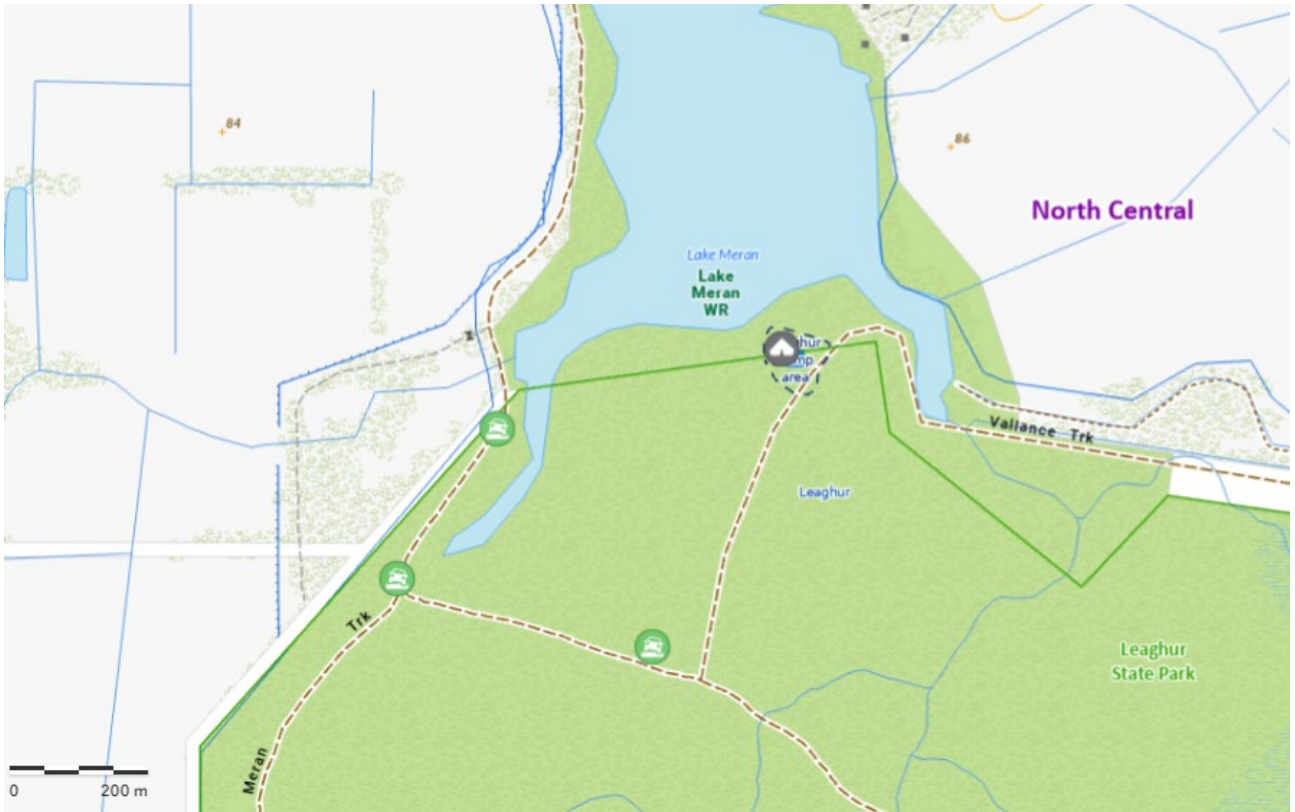 84
86
North Central
Lake Meran
Lake
Meran
WR
area
Valiance Trk
Leaghur
Trk
Leaghur
State Park
Meran
0 200 m